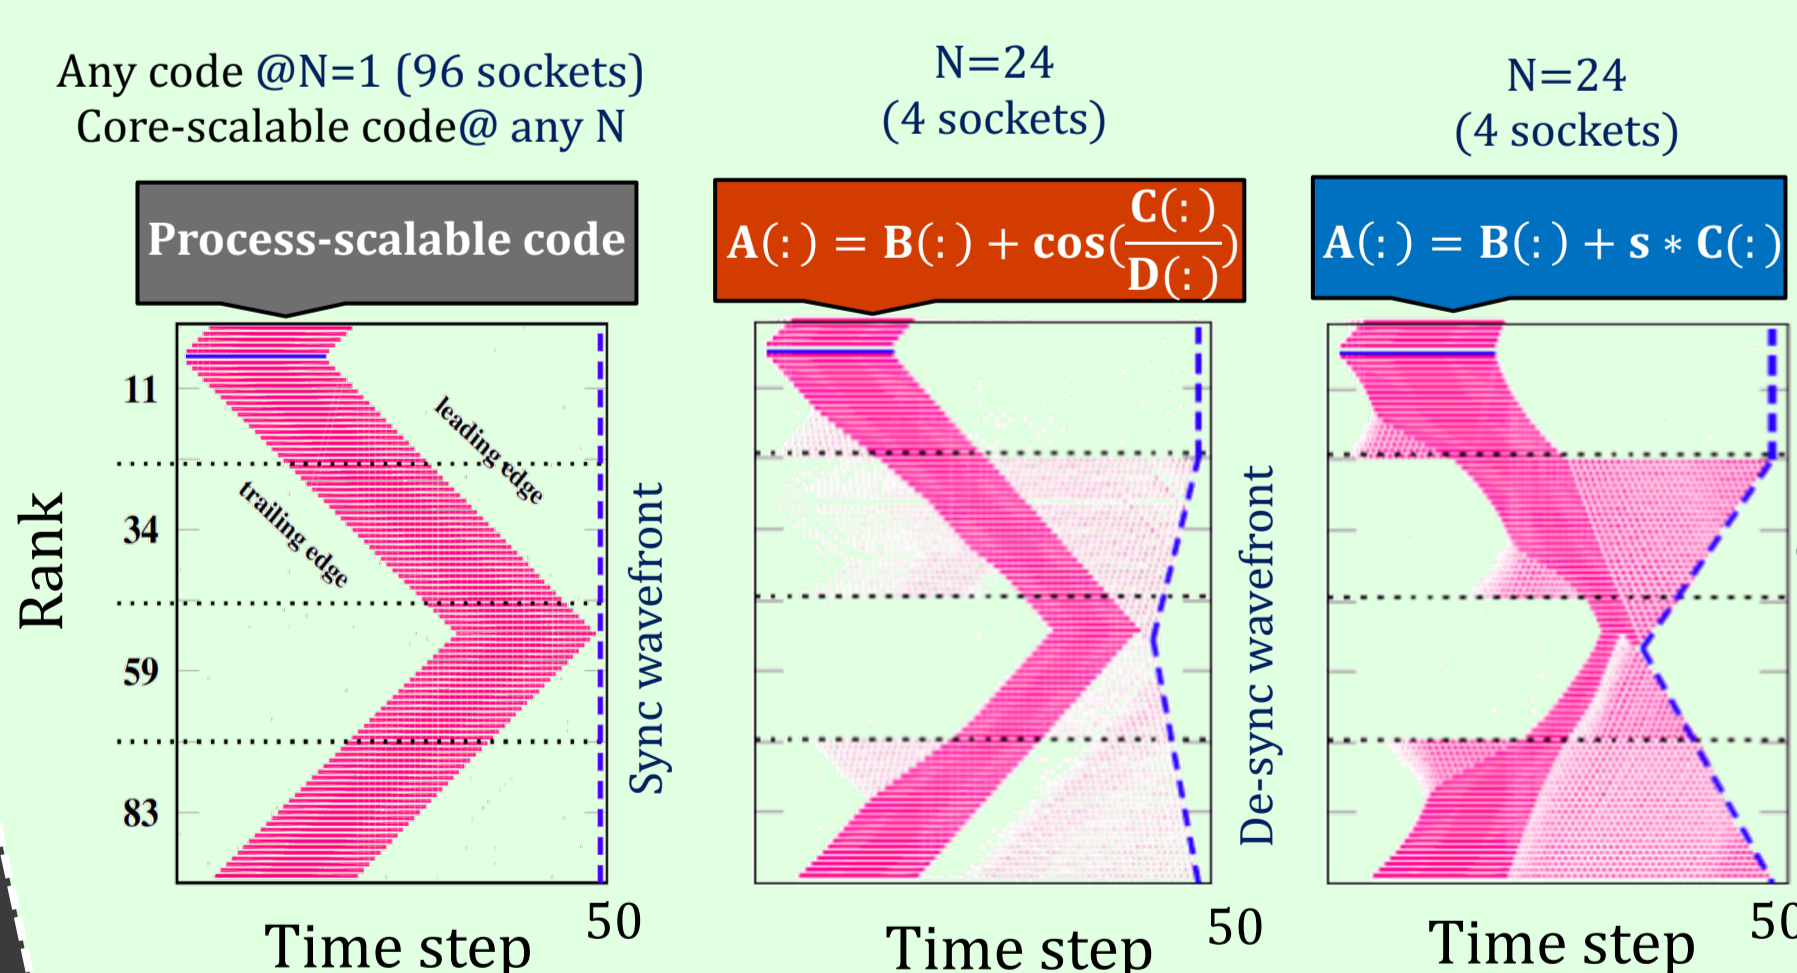 Any code @N=1 (96 sockets)
Core-scalable code@ any N
Process-scalable code
11
34
59
83
Rank
leading edge
trailing edge
Sync wavefront
Time step
50
N=24
(4 sockets)
A(:) = B(:) + cos(C(:)/D(:))
De-sync wavefront
Time step
50
N=24
(4 sockets)
A(:) = B(:) + s * C(:)
Time step
50